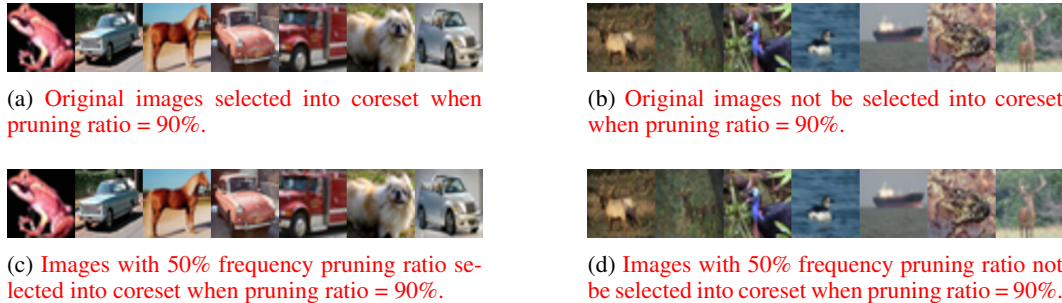 (a) Original images selected into coreset when
pruning ratio = 90%.
(b) Original images not be selected into coreset
when pruning ratio = 90%.
(c) Images with 50% frequency pruning ratio se-
lected into coreset when pruning ratio = 90%.
(d) Images with 50% frequency pruning ratio not
be selected into coreset when pruning ratio = 90%.